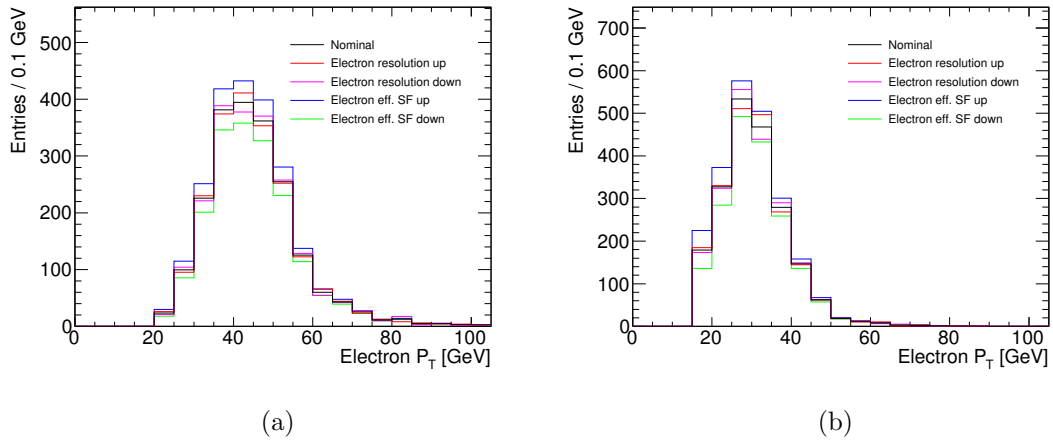 Entries / 0.1 GeV
500
400
300
200
100
0
Nominal
Electron resolution up
Electron resolution down
Electron eff. SF up
Electron eff. SF down
0 20 40 60 80 100
Electron P_T [GeV]
(a)
Entries / 0.1 GeV
700
600
500
400
300
200
100
0
Nominal
Electron resolution up
Electron resolution down
Electron eff. SF up
Electron eff. SF down
0 20 40 60 80 100
Electron P_T [GeV]
(b)